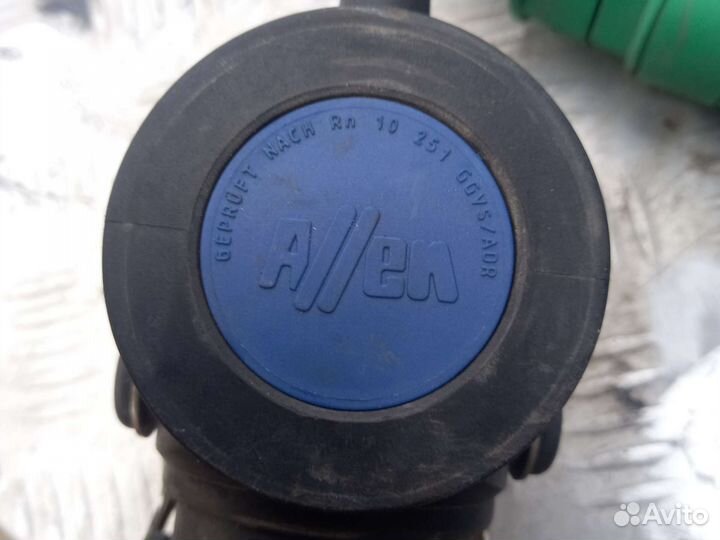 GEPRÜFT NACH Rn 10 251 GGVS/ADR
Allen
Avito